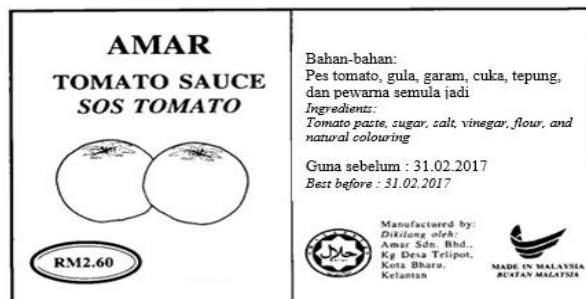 AMAR
TOMATO SAUCE
SOS TOMATO
RM2.60
Bahan-bahan:
Pes tomato, gula, garam, cuka, tepung,
dan pewarna semula jadi
Ingredients:
Tomato paste, sugar, salt, vinegar, flour, and
natural colouring
Guna sebelum : 31.02.2017
Best before : 31.02.2017
حلال
Manufactured by:
Dikilang oleh:
Amar Sdn. Bhd.,
Kg Desa Telipot,
Kota Bharu,
Kelantan
MADE IN MALAYSIA
BUATAN MALAYSIA